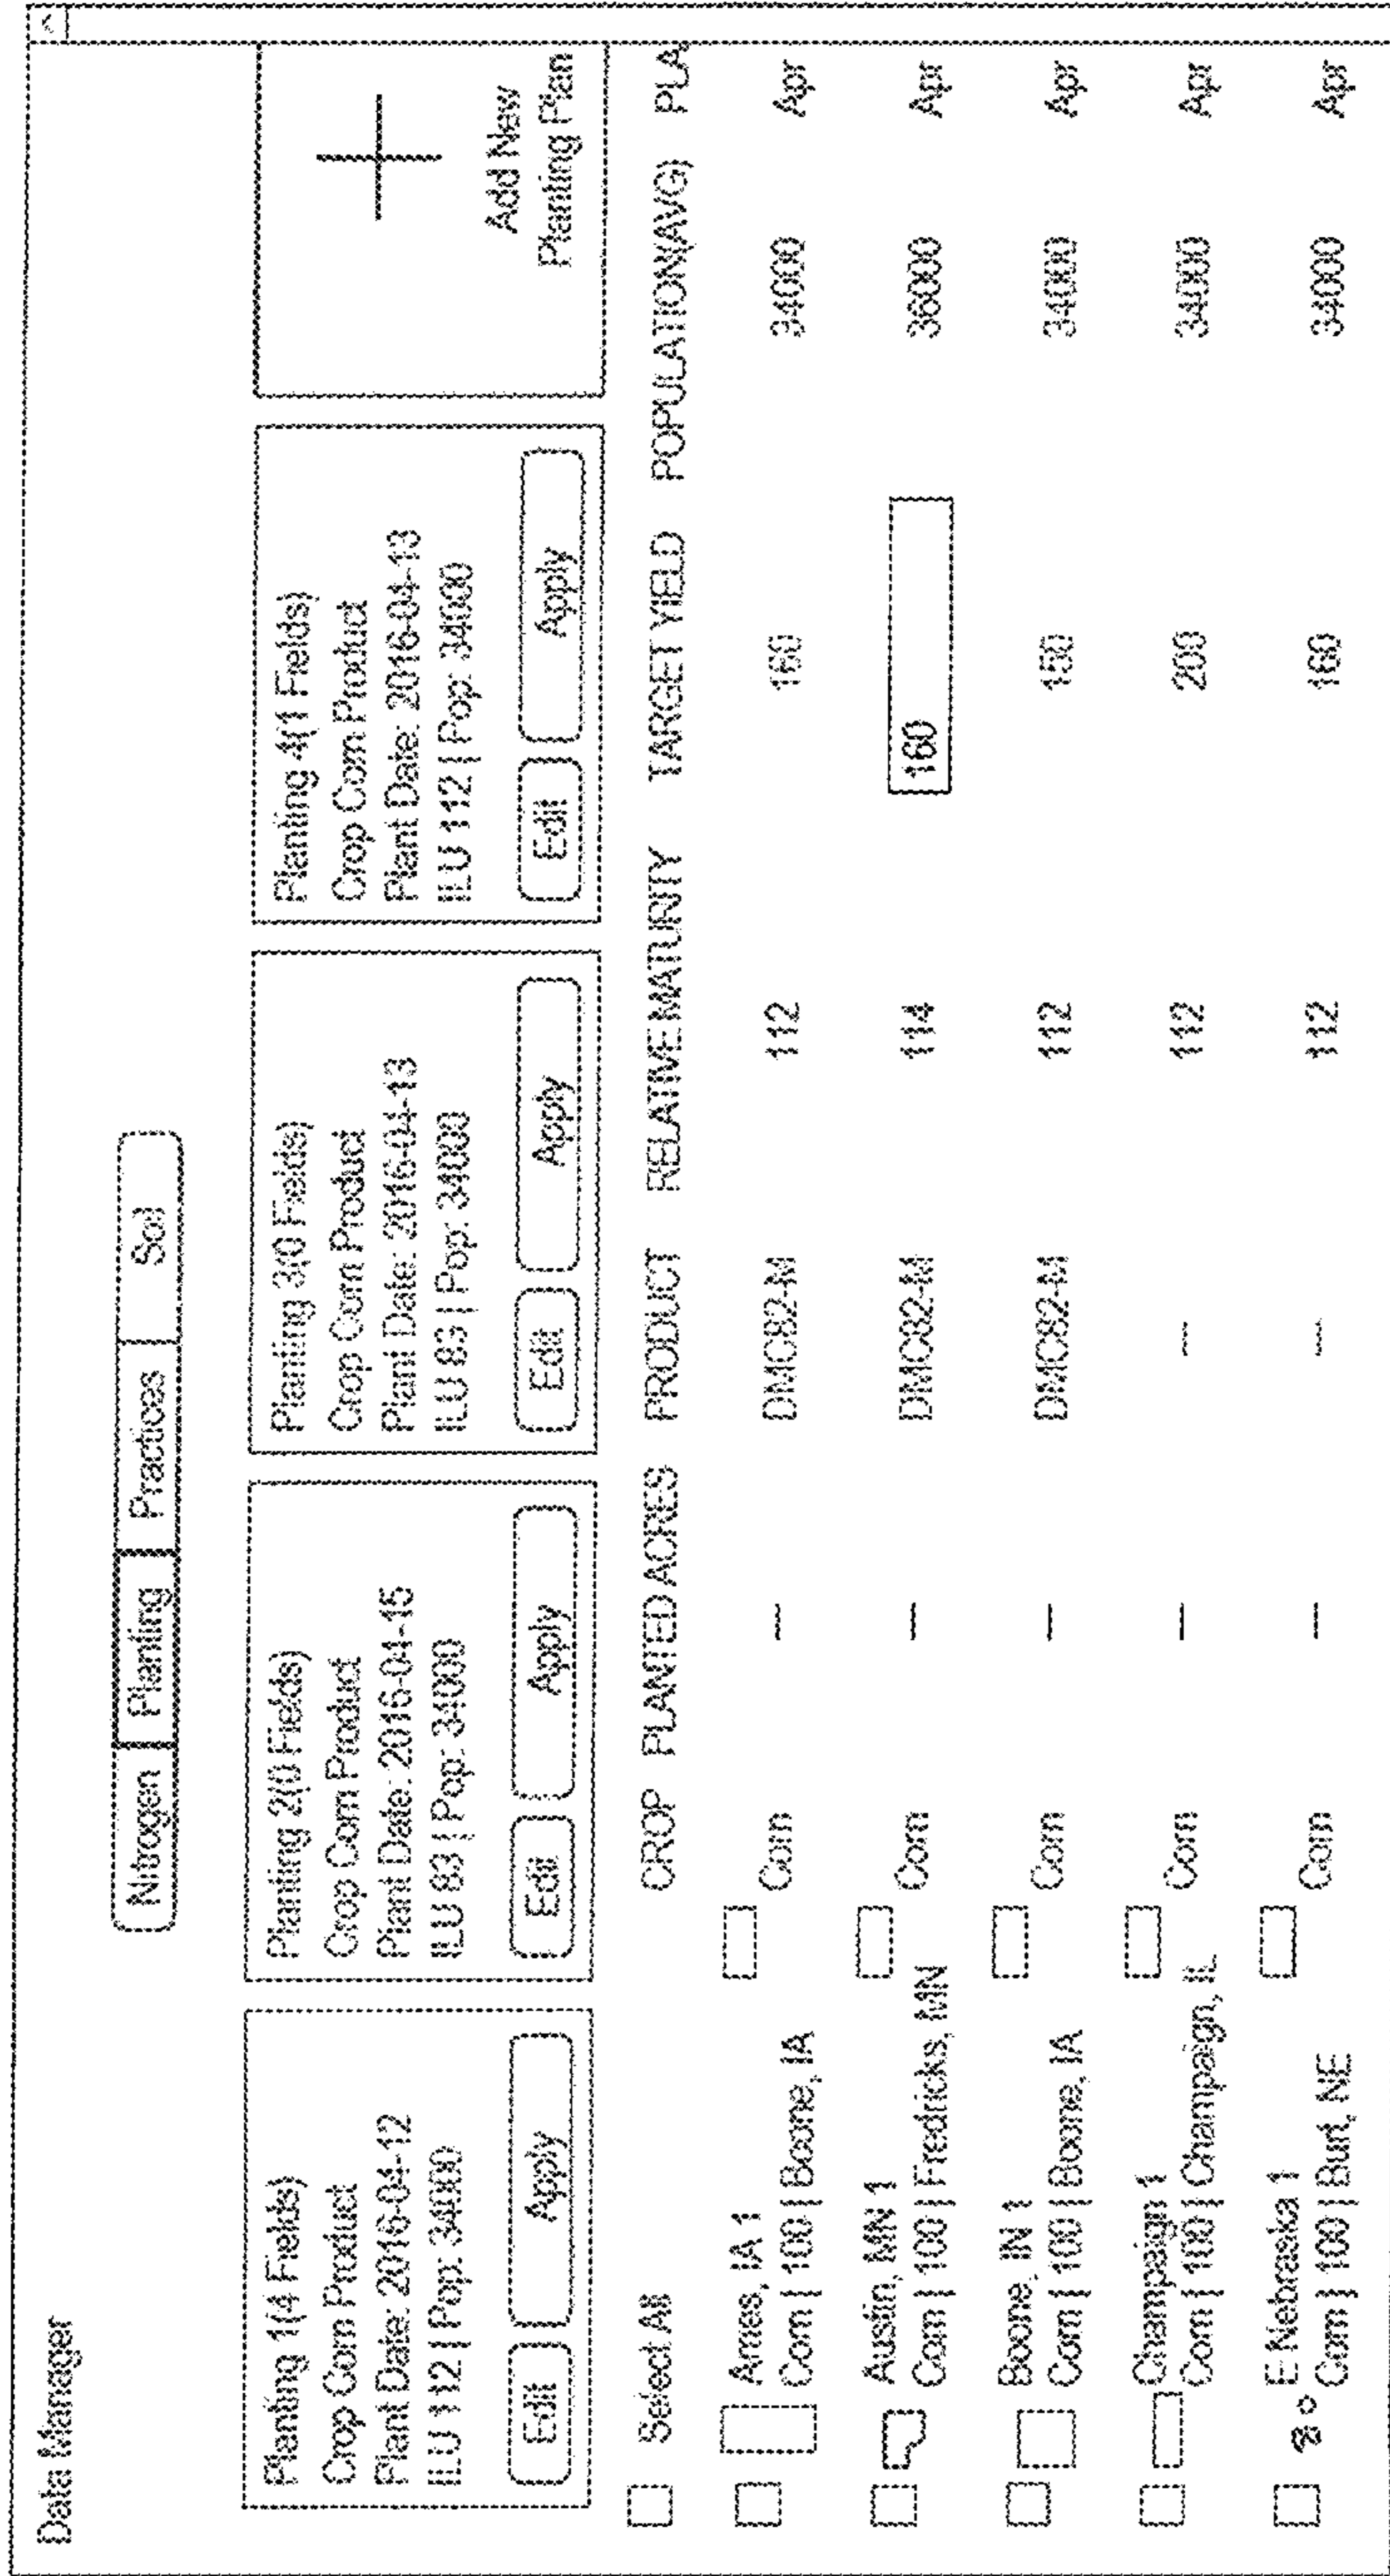 Data Manager
Nitrogen Planting Practices Soil
Planting 1(4 Fields)
Crop Corn Product
Plant Date: 2016-04-12
ILU 112 | Pop: 34000
Edit Apply
Planting 2(0 Fields)
Crop Corn Product
Plant Date: 2016-04-15
ILU 83 | Pop: 34000
Edit Apply
Planting 3(0 Fields)
Crop Corn Product
Plant Date: 2016-04-13
ILU 83 | Pop: 34000
Edit Apply
Planting 4(1 Fields)
Crop Corn Product
Plant Date: 2016-04-13
ILU 112 | Pop: 34000
Edit Apply
Add New
Planting Plan
Select All CROP PLANTED ACRES PRODUCT RELATIVE MATURITY TARGET YIELD POPULATION(AVG) PLA
Ames, IA 1
Corn | 100 | Boone, IA Corn — DMC82-M 112 160 34000 Apr
Austin, MN 1
Corn | 100 | Fredricks, MN Corn — DMC82-M 114 160 36000 Apr
Boone, IN 1
Corn | 100 | Boone, IA Corn — DMC82-M 112 150 34000 Apr
Champaign 1
Corn | 100 | Champaign, IL Corn — — 112 200 34000 Apr
E Nebraska 1
Corn | 100 | Burt, NE Corn — — 112 160 34000 Apr